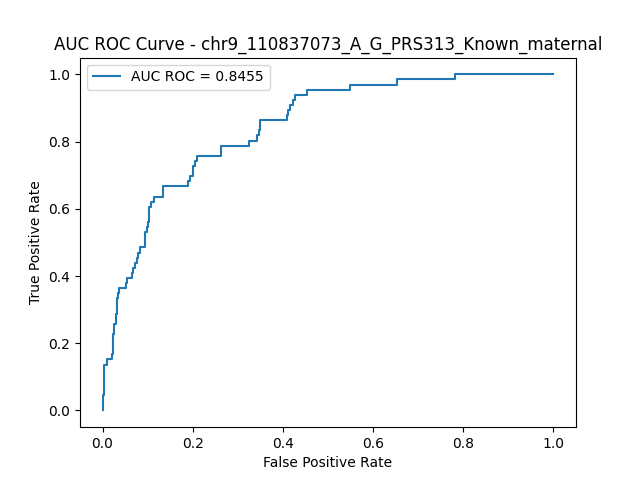 AUC ROC Curve - chr9_110837073_A_G_PRS313_Known_maternal
AUC ROC = 0.8455
1.0
0.8
0.6
0.4
0.2
0.0
True Positive Rate
0.0 0.2 0.4 0.6 0.8 1.0
False Positive Rate